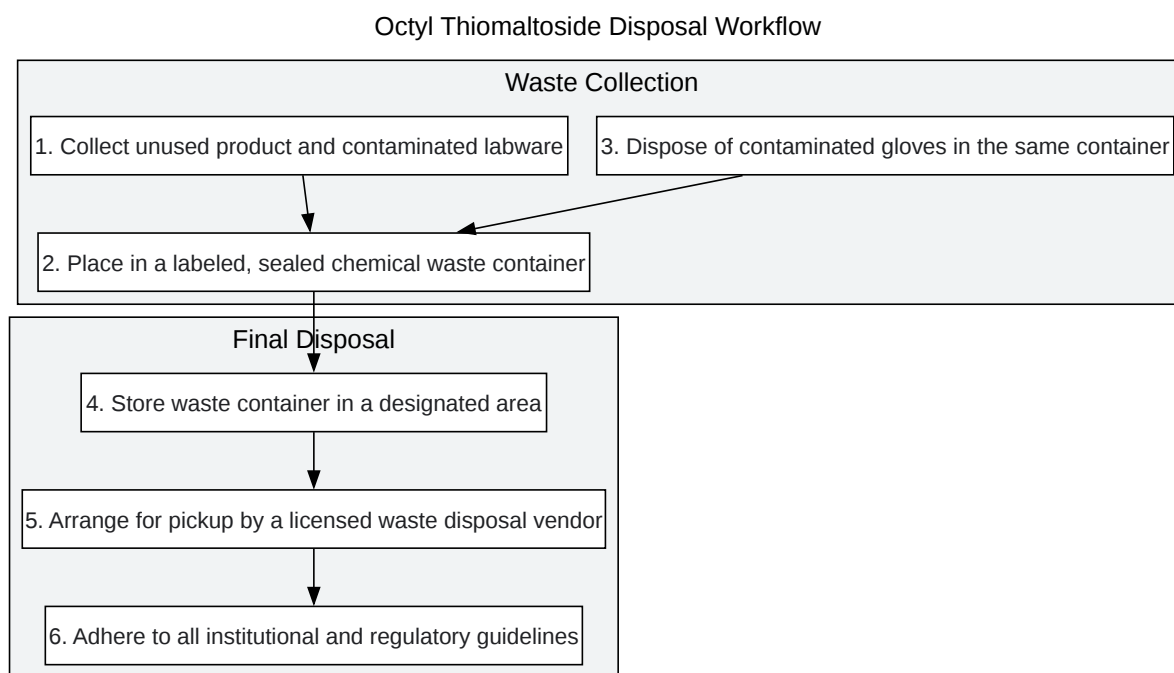 Octyl Thiomaltoside Disposal Workflow
Waste Collection
1. Collect unused product and contaminated labware
3. Dispose of contaminated gloves in the same container
2. Place in a labeled, sealed chemical waste container
Final Disposal
4. Store waste container in a designated area
5. Arrange for pickup by a licensed waste disposal vendor
6. Adhere to all institutional and regulatory guidelines